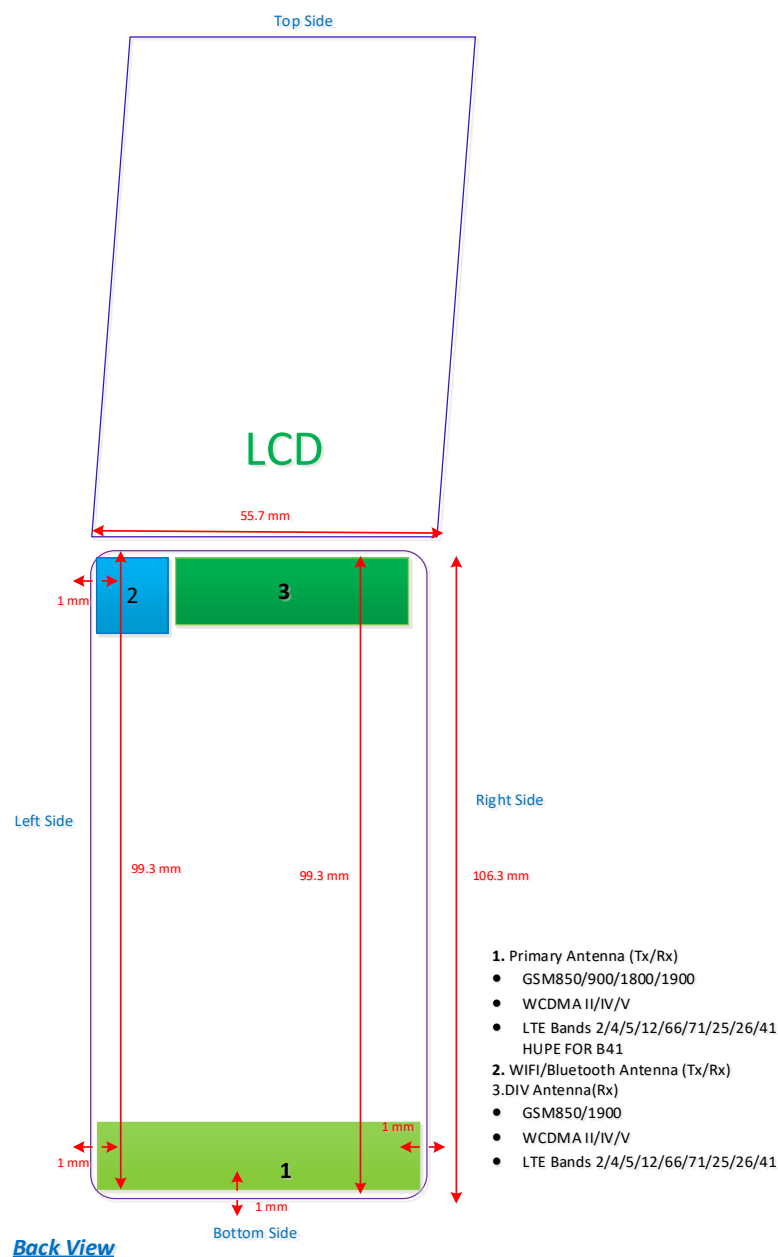 Top Side
LCD
55.7 mm
2
3
1 mm
Right Side
Left Side
99.3 mm
99.3 mm
106.3 mm
1. Primary Antenna (Tx/Rx)
● GSM850/900/1800/1900
● WCDMA II/IV/V
● LTE Bands 2/4/5/12/66/71/25/26/41
HUPE FOR B41
2. WIFI/Bluetooth Antenna (Tx/Rx)
3.DIV Antenna(Rx)
● GSM850/1900
● WCDMA II/IV/V
● LTE Bands 2/4/5/12/66/71/25/26/41
1 mm
1 mm
1
1 mm
Bottom Side
Back View